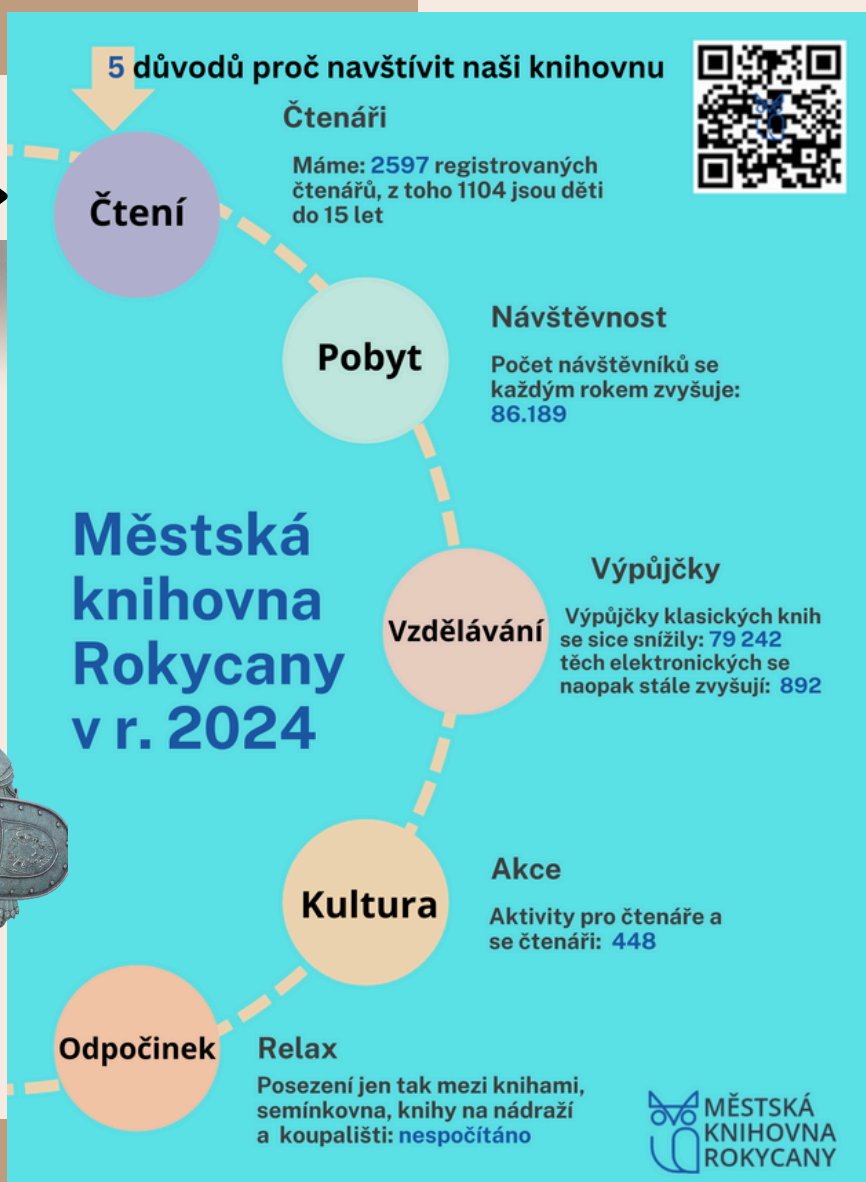 5 důvodů proč navštívit naši knihovnu
Čtení
Čtenáři
Máme: 2597 registrovaných
čtenářů, z toho 1104 jsou děti
do 15 let
Pobyt
Návštěvnost
Počet návštěvníků se
každým rokem zvyšuje:
86.189
Městská
knihovna
Rokycany
v r. 2024
Vzdělávání
Výpůjčky
Výpůjčky klasických knih
se sice snížily: 79 242
těch elektronických se
naopak stále zvyšují: 892
Kultura
Akce
Aktivity pro čtenáře a
se čtenáři: 448
Odpočinek
Relax
Posezení jen tak mezi knihami,
semínkovna, knihy na nádraží
a koupališti: nespočítáno
MĚSTSKÁ
KNIHOVNA
ROKYCANY